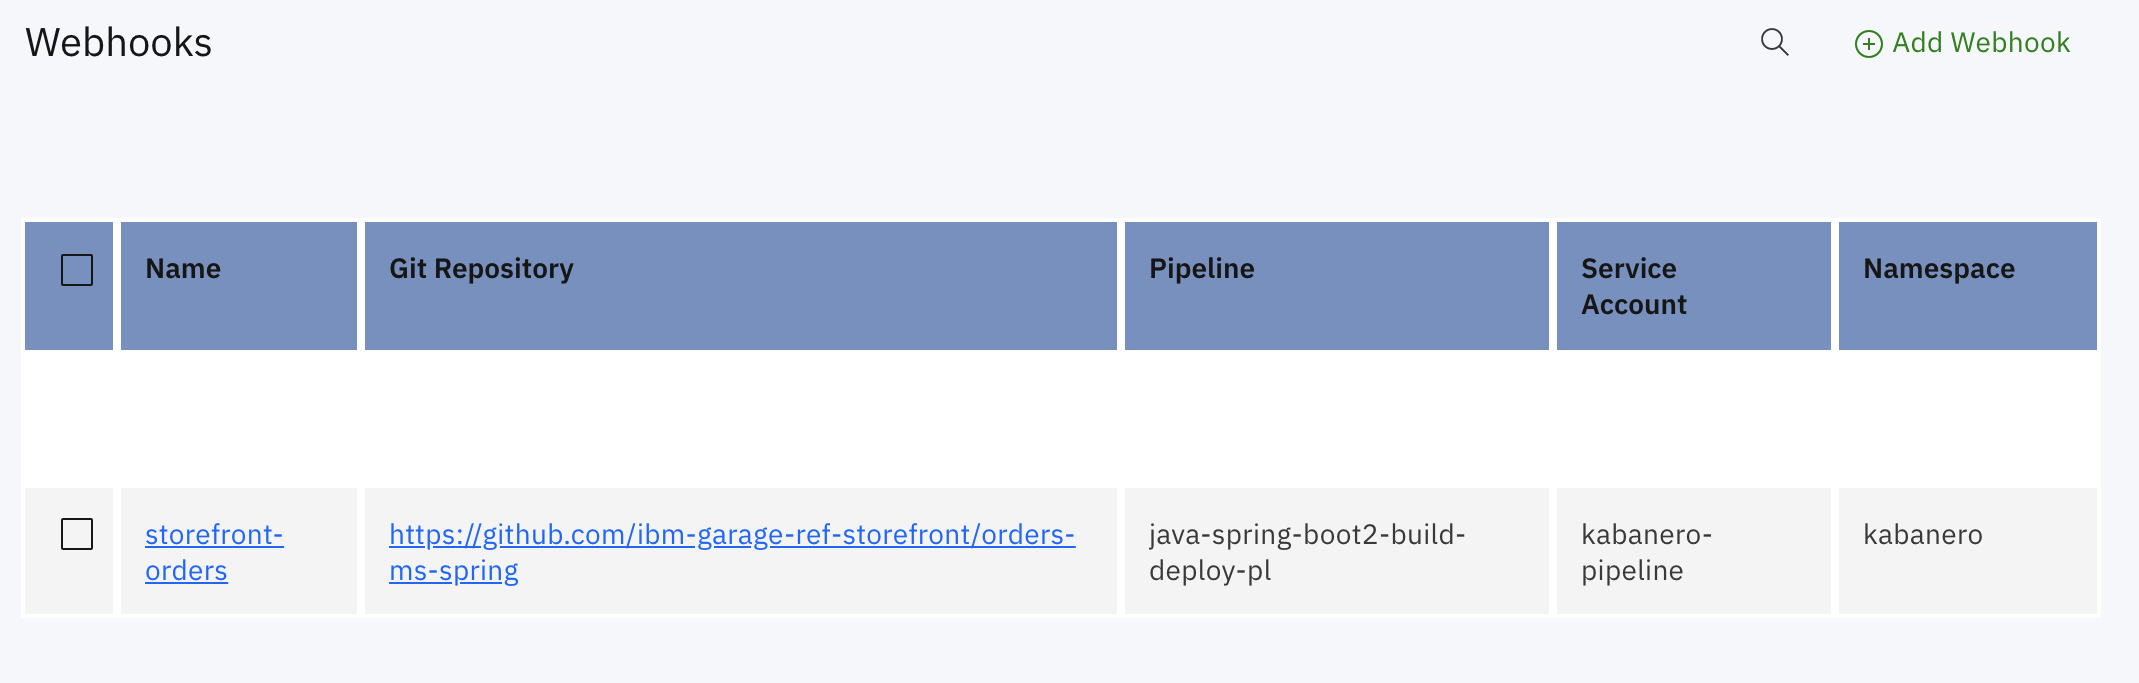 Webhooks
Add Webhook
Name
Git Repository
Pipeline
Service
Account
Namespace
storefront-
orders
https://github.com/ibm-garage-ref-storefront/orders-
ms-spring
java-spring-boot2-build-
deploy-pl
kabanero-
pipeline
kabanero